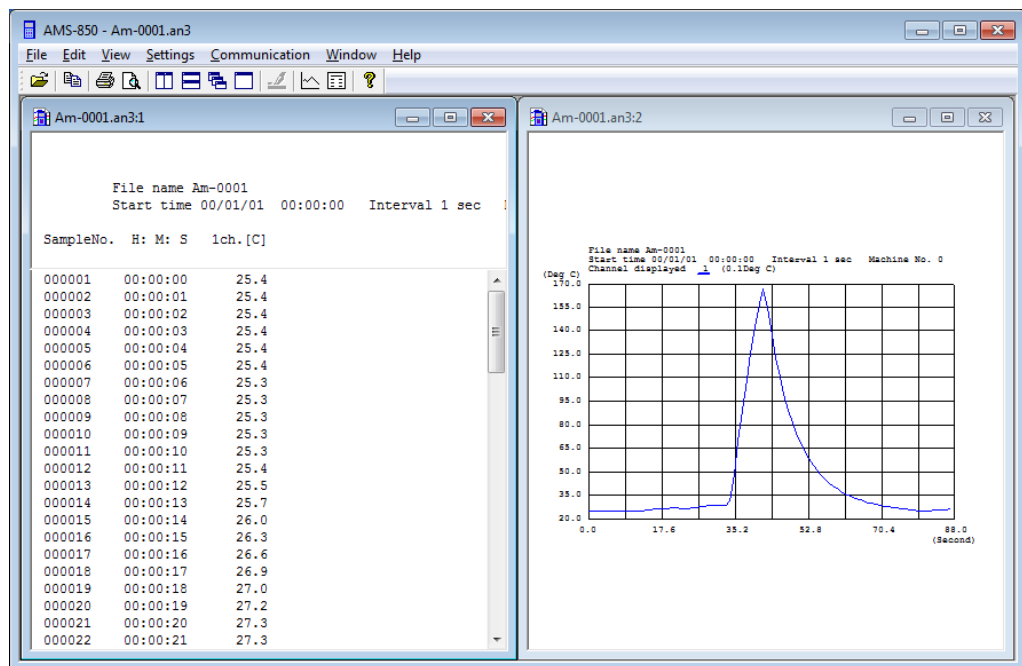 AMS-850 - Am-0001.an3
File Edit View Settings Communication Window Help
Am-0001.an3:1
File name Am-0001
Start time 00/01/01 00:00:00 Interval 1 sec
SampleNo. H: M: S 1ch.[C]
000001 00:00:00 25.4
000002 00:00:01 25.4
000003 00:00:02 25.4
000004 00:00:03 25.4
000005 00:00:04 25.4
000006 00:00:05 25.4
000007 00:00:06 25.3
000008 00:00:07 25.3
000009 00:00:08 25.3
000010 00:00:09 25.3
000011 00:00:10 25.3
000012 00:00:11 25.4
000013 00:00:12 25.5
000014 00:00:13 25.7
000015 00:00:14 26.0
000016 00:00:15 26.3
000017 00:00:16 26.6
000018 00:00:17 26.9
000019 00:00:18 27.0
000020 00:00:19 27.2
000021 00:00:20 27.3
000022 00:00:21 27.3
Am-0001.an3:2
File name Am-0001
Start time 00/01/01 00:00:00 Interval 1 sec Machine No. 0
Channel displayed 1 (0.1Deg C)
(Deg C)
170.0
155.0
140.0
125.0
110.0
95.0
80.0
65.0
50.0
35.0
20.0
0.0 17.6 35.2 52.8 70.4 88.0
(Second)